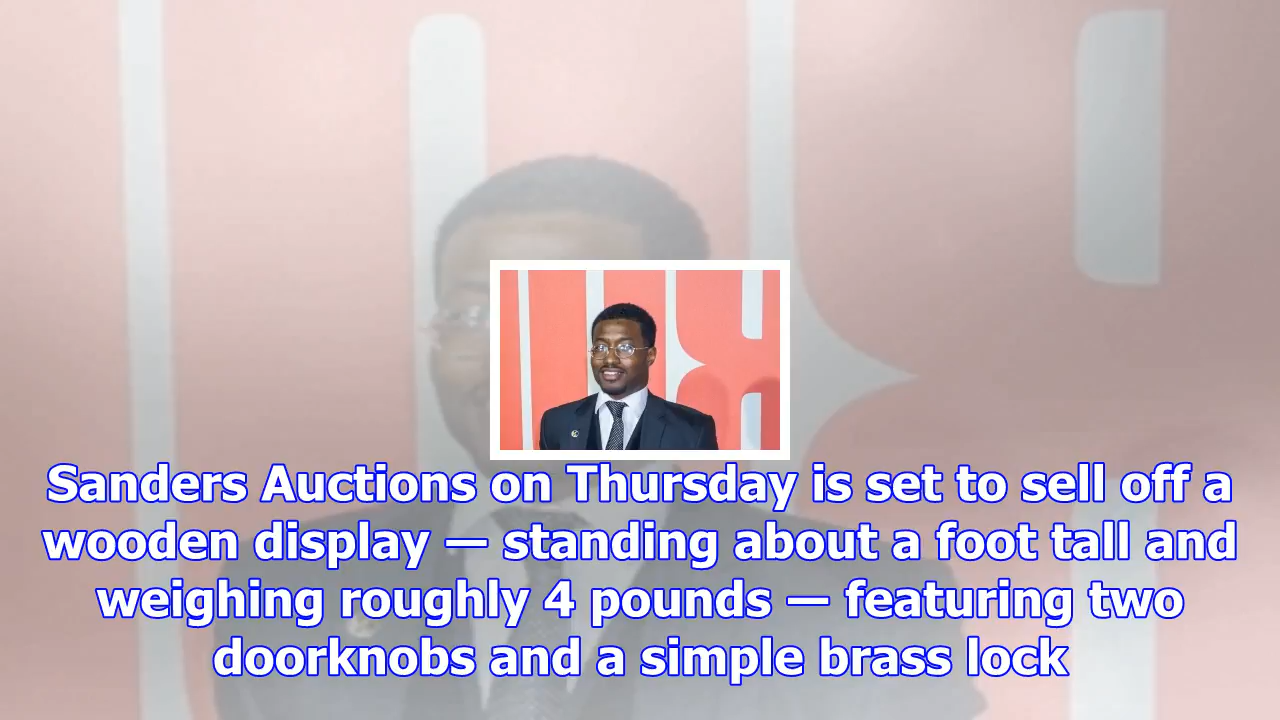 Sanders Auctions on Thursday is set to sell off a
wooden display — standing about a foot tall and
weighing roughly 4 pounds — featuring two
doorknobs and a simple brass lock